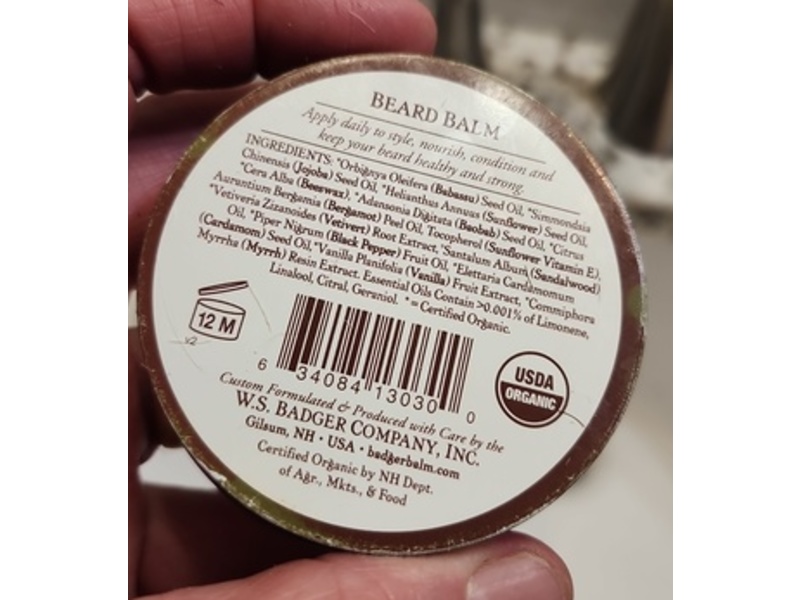 BEARD BALM
Apply daily to style, nourish, condition and
keep your beard healthy and strong.
INGREDIENTS: *Orbignya Oleifera (Babassu) Seed Oil, *Simmondsia
Chinensis (Jojoba) Seed Oil, *Helianthus Annuus (Sunflower) Seed Oil,
*Cera Alba (Beeswax), *Adansonia Digitata (Baobab) Seed Oil, *Citrus
Aurantium Bergamia (Bergamot) Peel Oil, Tocopherol (Sunflower Vitamin E),
*Vetiveria Zizanoides (Vetivert) Root Extract, *Santalum Album (Sandalwood)
Oil, *Piper Nigrum (Black Pepper) Fruit Oil, *Elettaria Cardamomum
(Cardamom) Seed Oil, *Vanilla Planifolia (Vanilla) Fruit Extract, *Commiphora
Myrrha (Myrrh) Resin Extract. Essential Oils Contain >0.001% of Limonene,
Linalool, Citral, Geraniol. *=Certified Organic.
12 M
v2
6 34084 13030 0
USDA
ORGANIC
Custom Formulated & Produced with Care by the
W.S. BADGER COMPANY, INC.
Gilsum, NH • USA • badgerbalm.com
Certified Organic by NH Dept.
of Agr., Mkts., & Food